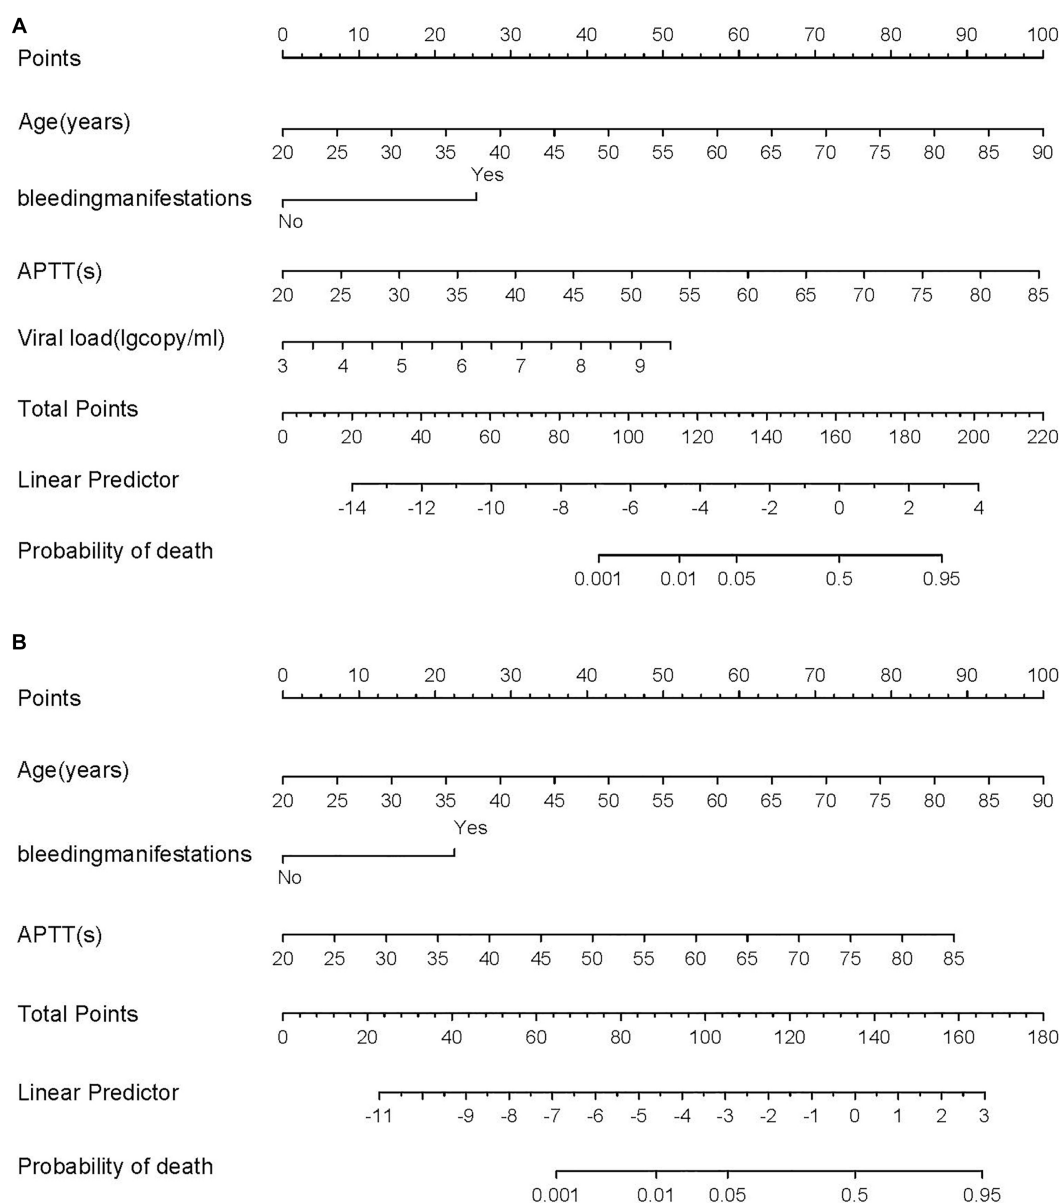 A
0 10 20 30 40 50 60 70 80 90 100
Points
Age(years)
20 25 30 35 40 45 50 55 60 65 70 75 80 85 90
Yes
bleedingmanifestations
No
APTT(s)
20 25 30 35 40 45 50 55 60 65 70 75 80 85
Viral load(lgcopy/ml)
3 4 5 6 7 8 9
Total Points
0 20 40 60 80 100 120 140 160 180 200 220
Linear Predictor
-14 -12 -10 -8 -6 -4 -2 0 2 4
Probability of death
0.001 0.01 0.05 0.5 0.95
B
0 10 20 30 40 50 60 70 80 90 100
Points
Age(years)
20 25 30 35 40 45 50 55 60 65 70 75 80 85 90
Yes
bleedingmanifestations
No
APTT(s)
20 25 30 35 40 45 50 55 60 65 70 75 80 85
Total Points
0 20 40 60 80 100 120 140 160 180
Linear Predictor
-11 -9 -8 -7 -6 -5 -4 -3 -2 -1 0 1 2 3
Probability of death
0.001 0.01 0.05 0.5 0.95